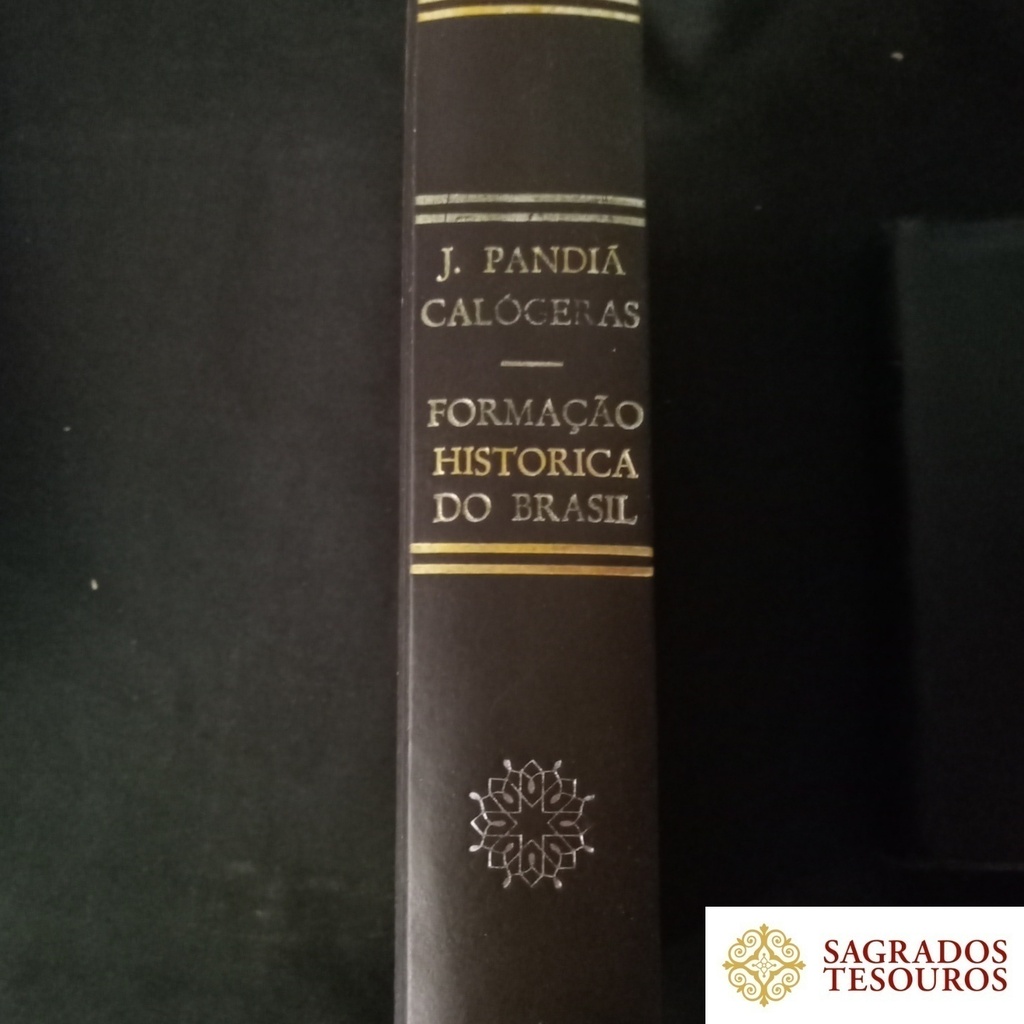 J. PANDIÁ
CALÓGERAS
FORMAÇÃO
HISTORICA
DO BRASIL
SAGRADOS
TESOUROS